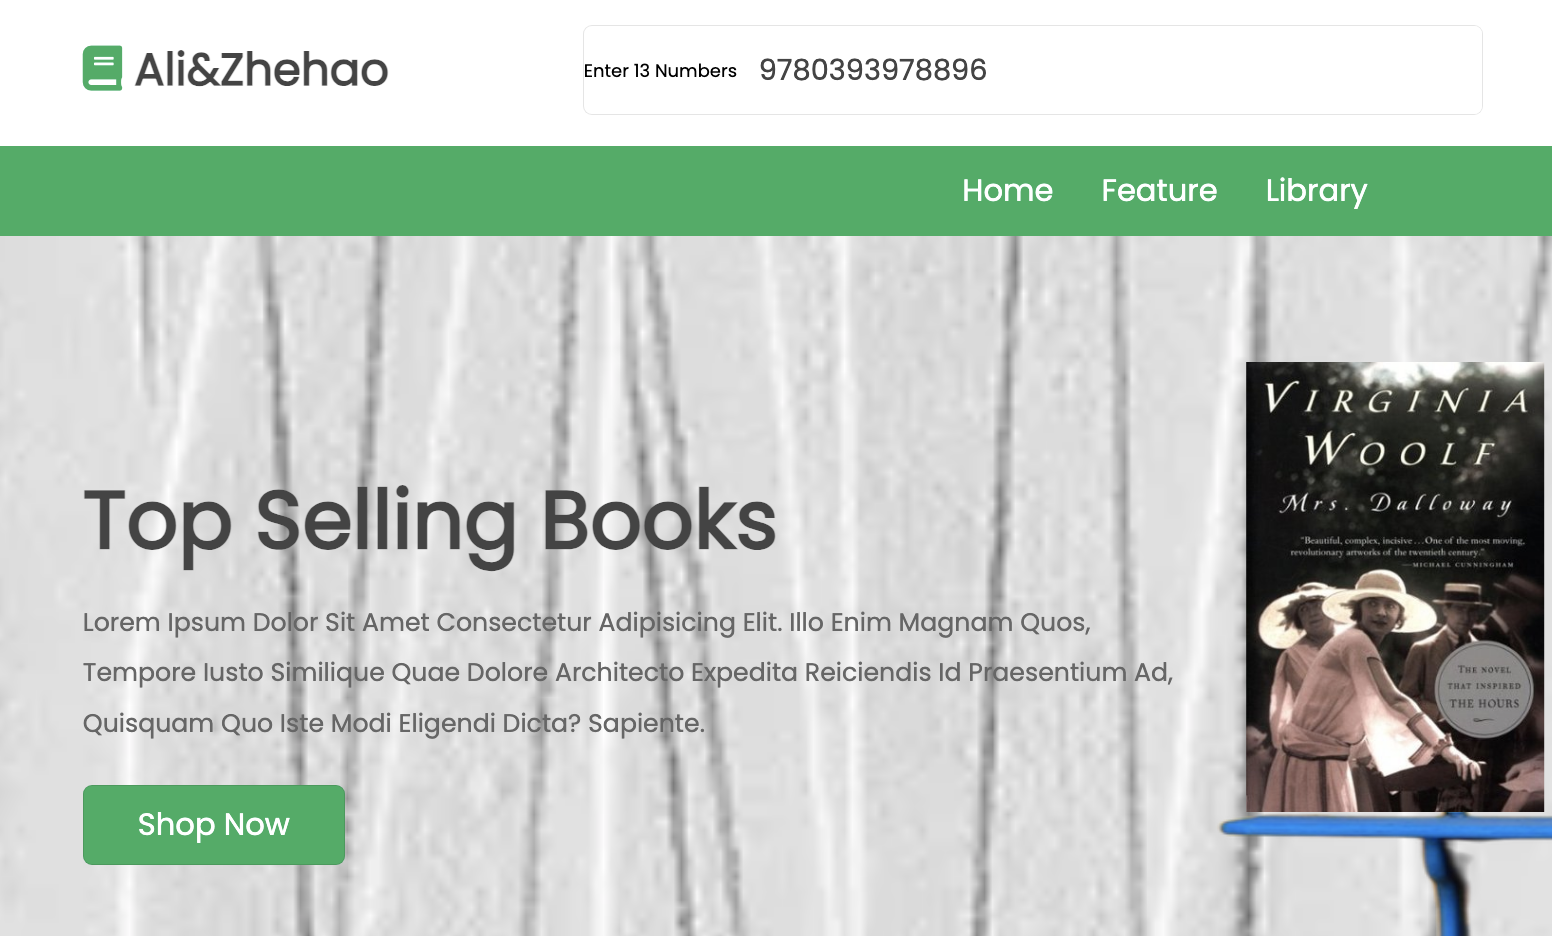 Ali&Zhehao
Enter 13 Numbers 9780393978896
Home Feature Library
Top Selling Books
Lorem Ipsum Dolor Sit Amet Consectetur Adipisicing Elit. Illo Enim Magnam Quos,
Tempore Iusto Similique Quae Dolore Architecto Expedita Reiciendis Id Praesentium Ad,
Quisquam Quo Iste Modi Eligendi Dicta? Sapiente.
Shop Now
VIRGINIA
WOOLF
Mrs. Dalloway
"Beautiful, complex, incisive...One of the most moving,
revolutionary artworks of the twentieth century."
—MICHAEL CUNNINGHAM
THE NOVEL
THAT INSPIRED
THE HOURS